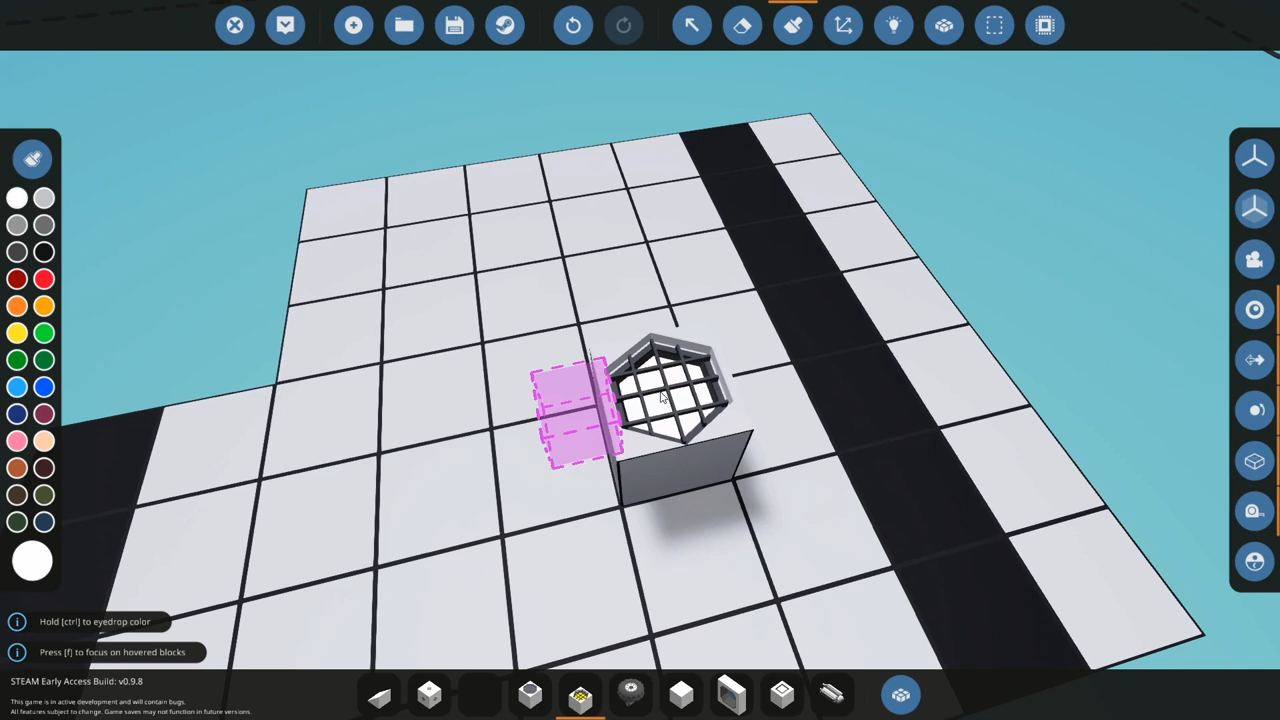 Hold [ctrl] to eyedrop color
Press [f] to focus on hovered blocks
STEAM Early Access Build: v0.9.8
This game is in active development and will contain bugs.
All features subject to change. Game saves may not function in future versions.